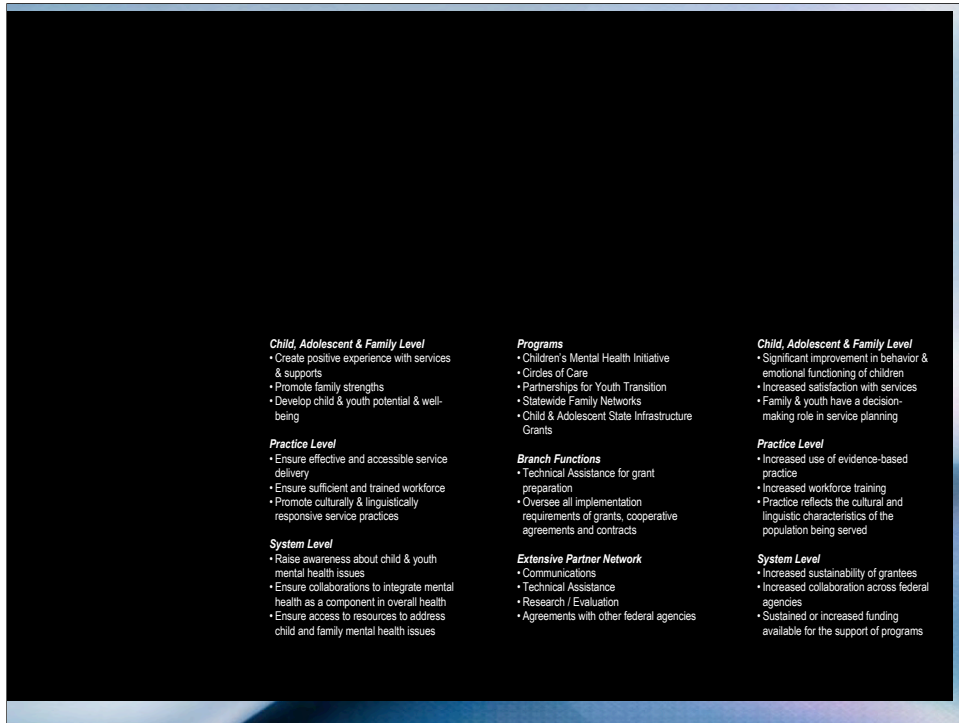 Child, Adolescent & Family Level
• Create positive experience with services
& supports
• Promote family strengths
• Develop child & youth potential & well-
being
Practice Level
• Ensure effective and accessible service
delivery
• Ensure sufficient and trained workforce
• Promote culturally & linguistically
responsive service practices
System Level
• Raise awareness about child & youth
mental health issues
• Ensure collaborations to integrate mental
health as a component in overall health
• Ensure access to resources to address
child and family mental health issues
Programs
• Children’s Mental Health Initiative
• Circles of Care
• Partnerships for Youth Transition
• Statewide Family Networks
• Child & Adolescent State Infrastructure
Grants
Branch Functions
• Technical Assistance for grant
preparation
• Oversee all implementation
requirements of grants, cooperative
agreements and contracts
Extensive Partner Network
• Communications
• Technical Assistance
• Research / Evaluation
• Agreements with other federal agencies
Child, Adolescent & Family Level
• Significant improvement in behavior &
emotional functioning of children
• Increased satisfaction with services
• Family & youth have a decision-
making role in service planning
Practice Level
• Increased use of evidence-based
practice
• Increased workforce training
• Practice reflects the cultural and
linguistic characteristics of the
population being served
System Level
• Increased sustainability of grantees
• Increased collaboration across federal
agencies
• Sustained or increased funding
available for the support of programs